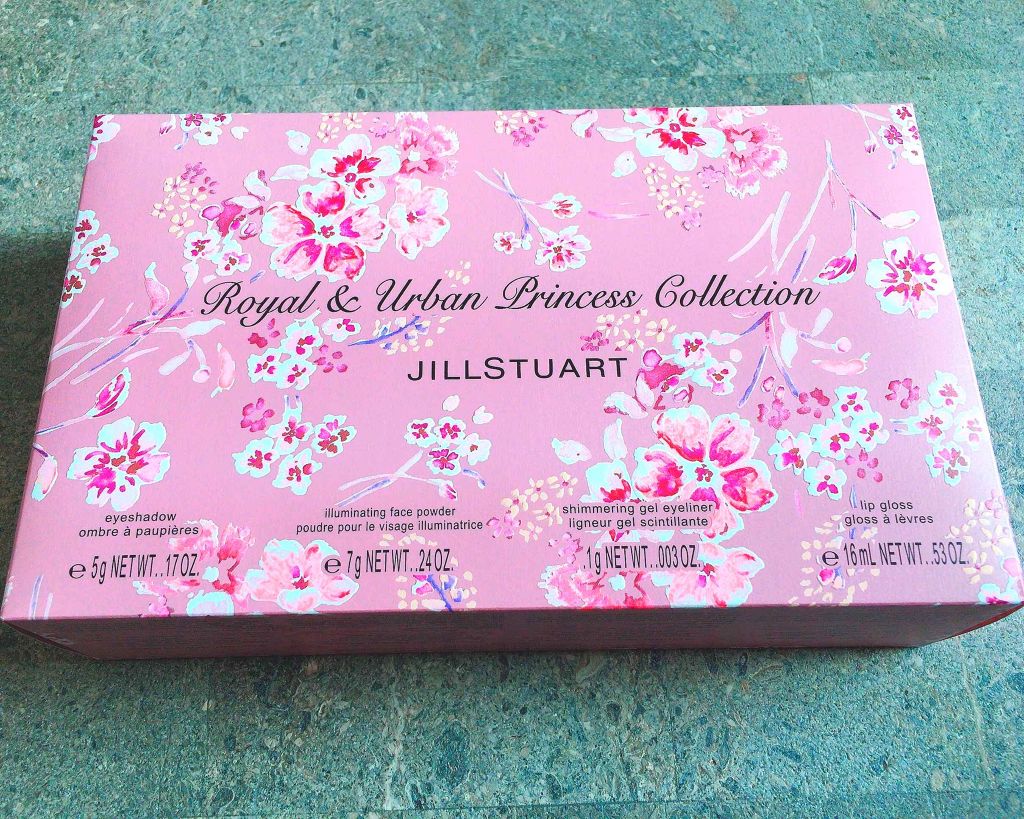 Royal & Urban Princess Collection
JILLSTUART
eyeshadow
ombre à paupières
℮ 5g NET WT. .17 OZ.
illuminating face powder
poudre pour le visage illuminatrice
℮ 7g NET WT. .24 OZ.
shimmering gel eyeliner
ligneur gel scintillante
.1g NET WT. .003 OZ.
lip gloss
gloss à lèvres
℮ 16mL NET WT. .53 OZ.